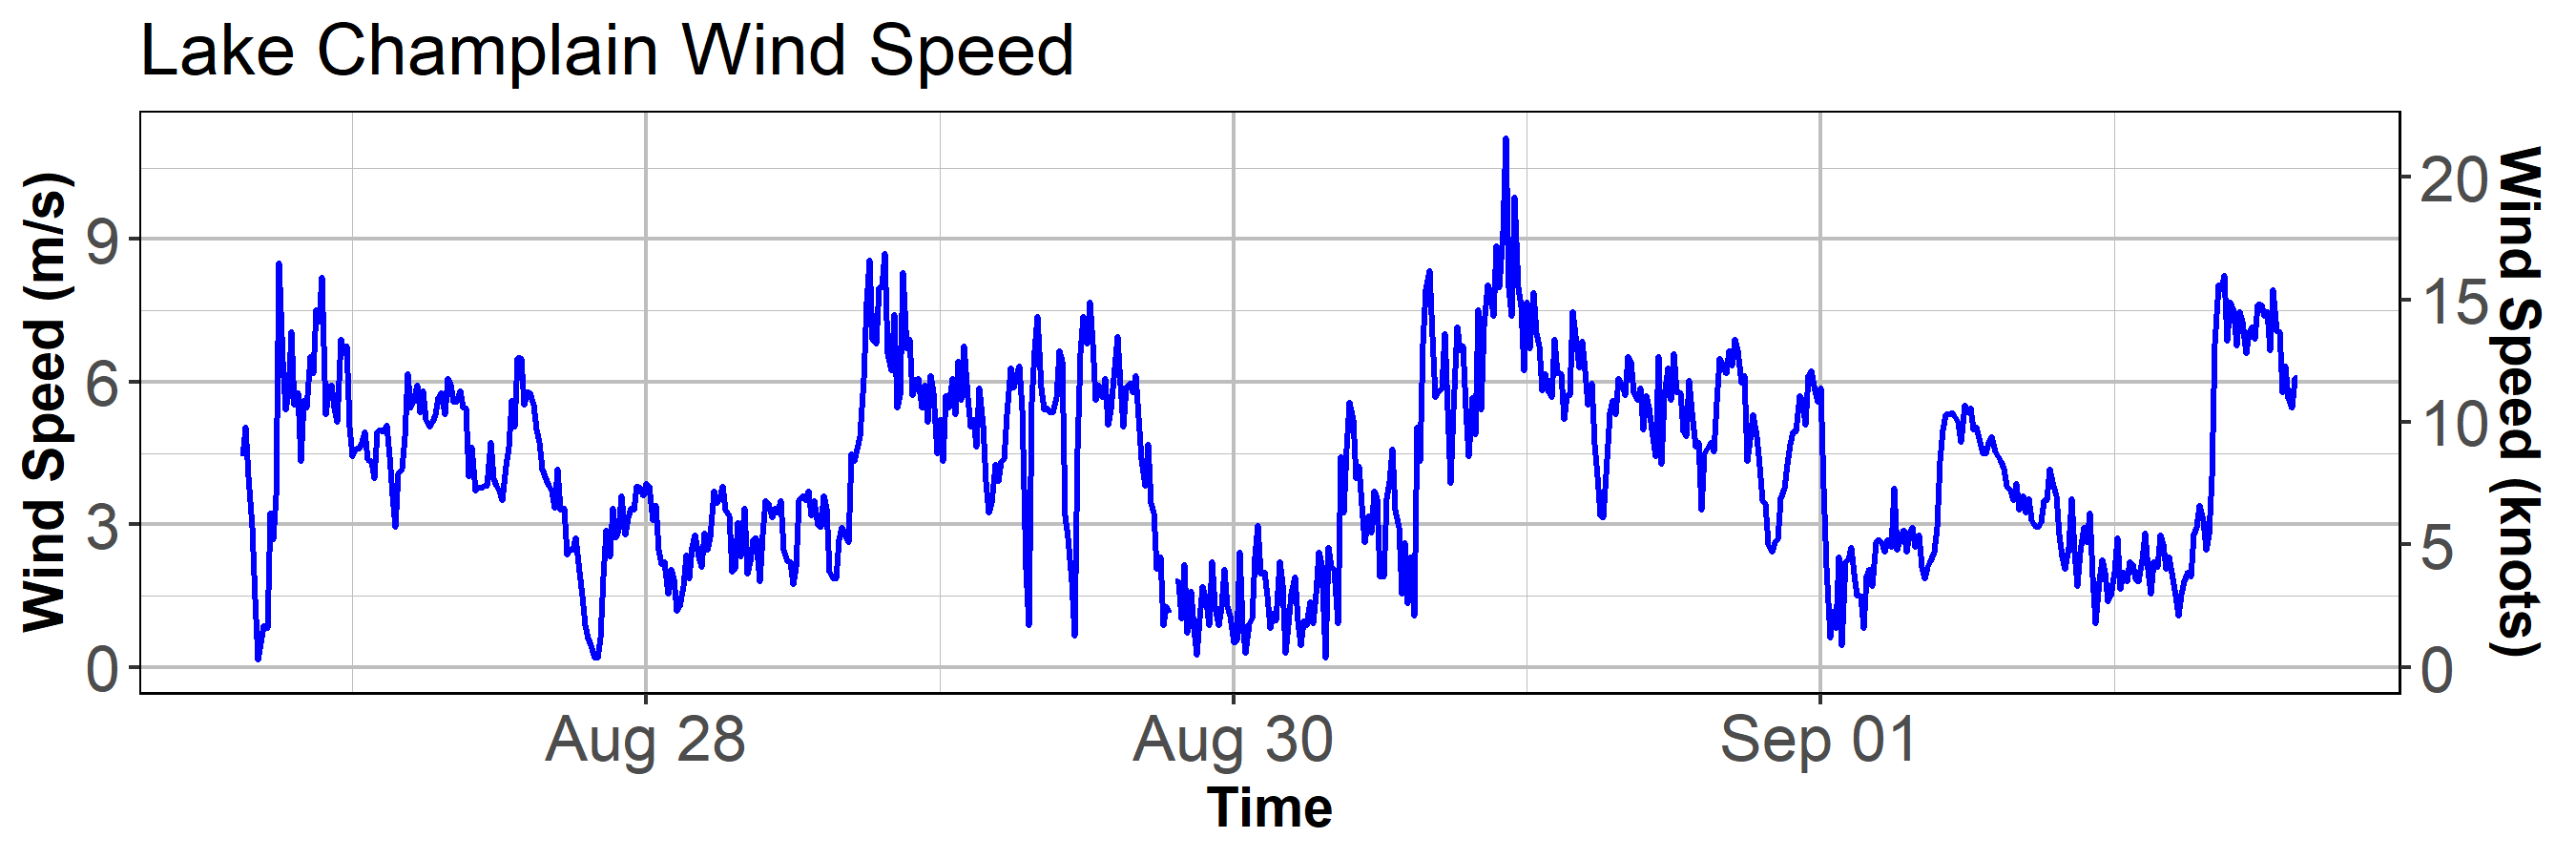 Lake Champlain Wind Speed
Wind Speed (m/s)
9
6
3
0
20
15
10
5
0
Wind Speed (knots)
Aug 28 Aug 30 Sep 01
Time